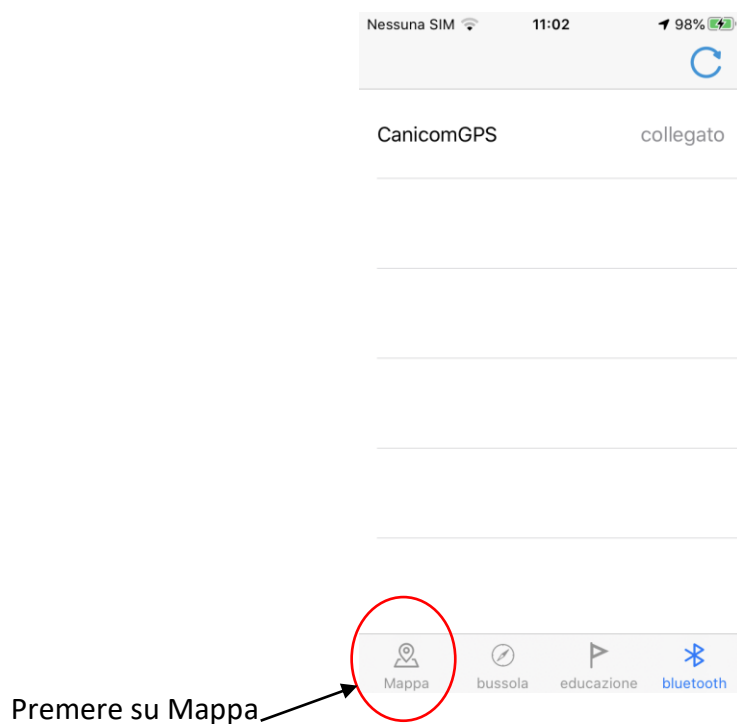 Nessuna SIM 11:02 98%
CanicomGPS collegato
Mappa bussola educazione bluetooth
Premere su Mappa